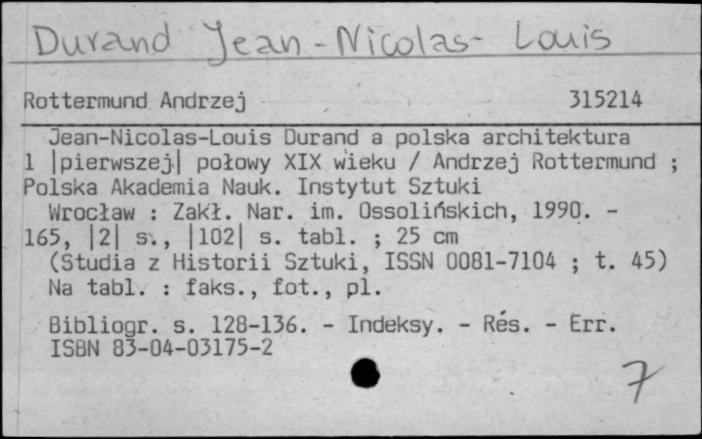 Durand Jean-Nicolas-Louis
Rottermund Andrzej 315214
Jean-Nicolas-Louis Durand a polska architektura
1 |pierwszej| połowy XIX wieku / Andrzej Rottermund ;
Polska Akademia Nauk. Instytut Sztuki
Wrocław : Zakł. Nar. im. Ossolińskich, 1990. -
165, |2| s., |102| s. tabl. ; 25 cm
(Studia z Historii Sztuki, ISSN 0081-7104 ; t. 45)
Na tabl. : faks., fot., pl.
Bibliogr. s. 128-136. - Indeksy. - Rés. - Err.
ISBN 83-04-03175-2
7